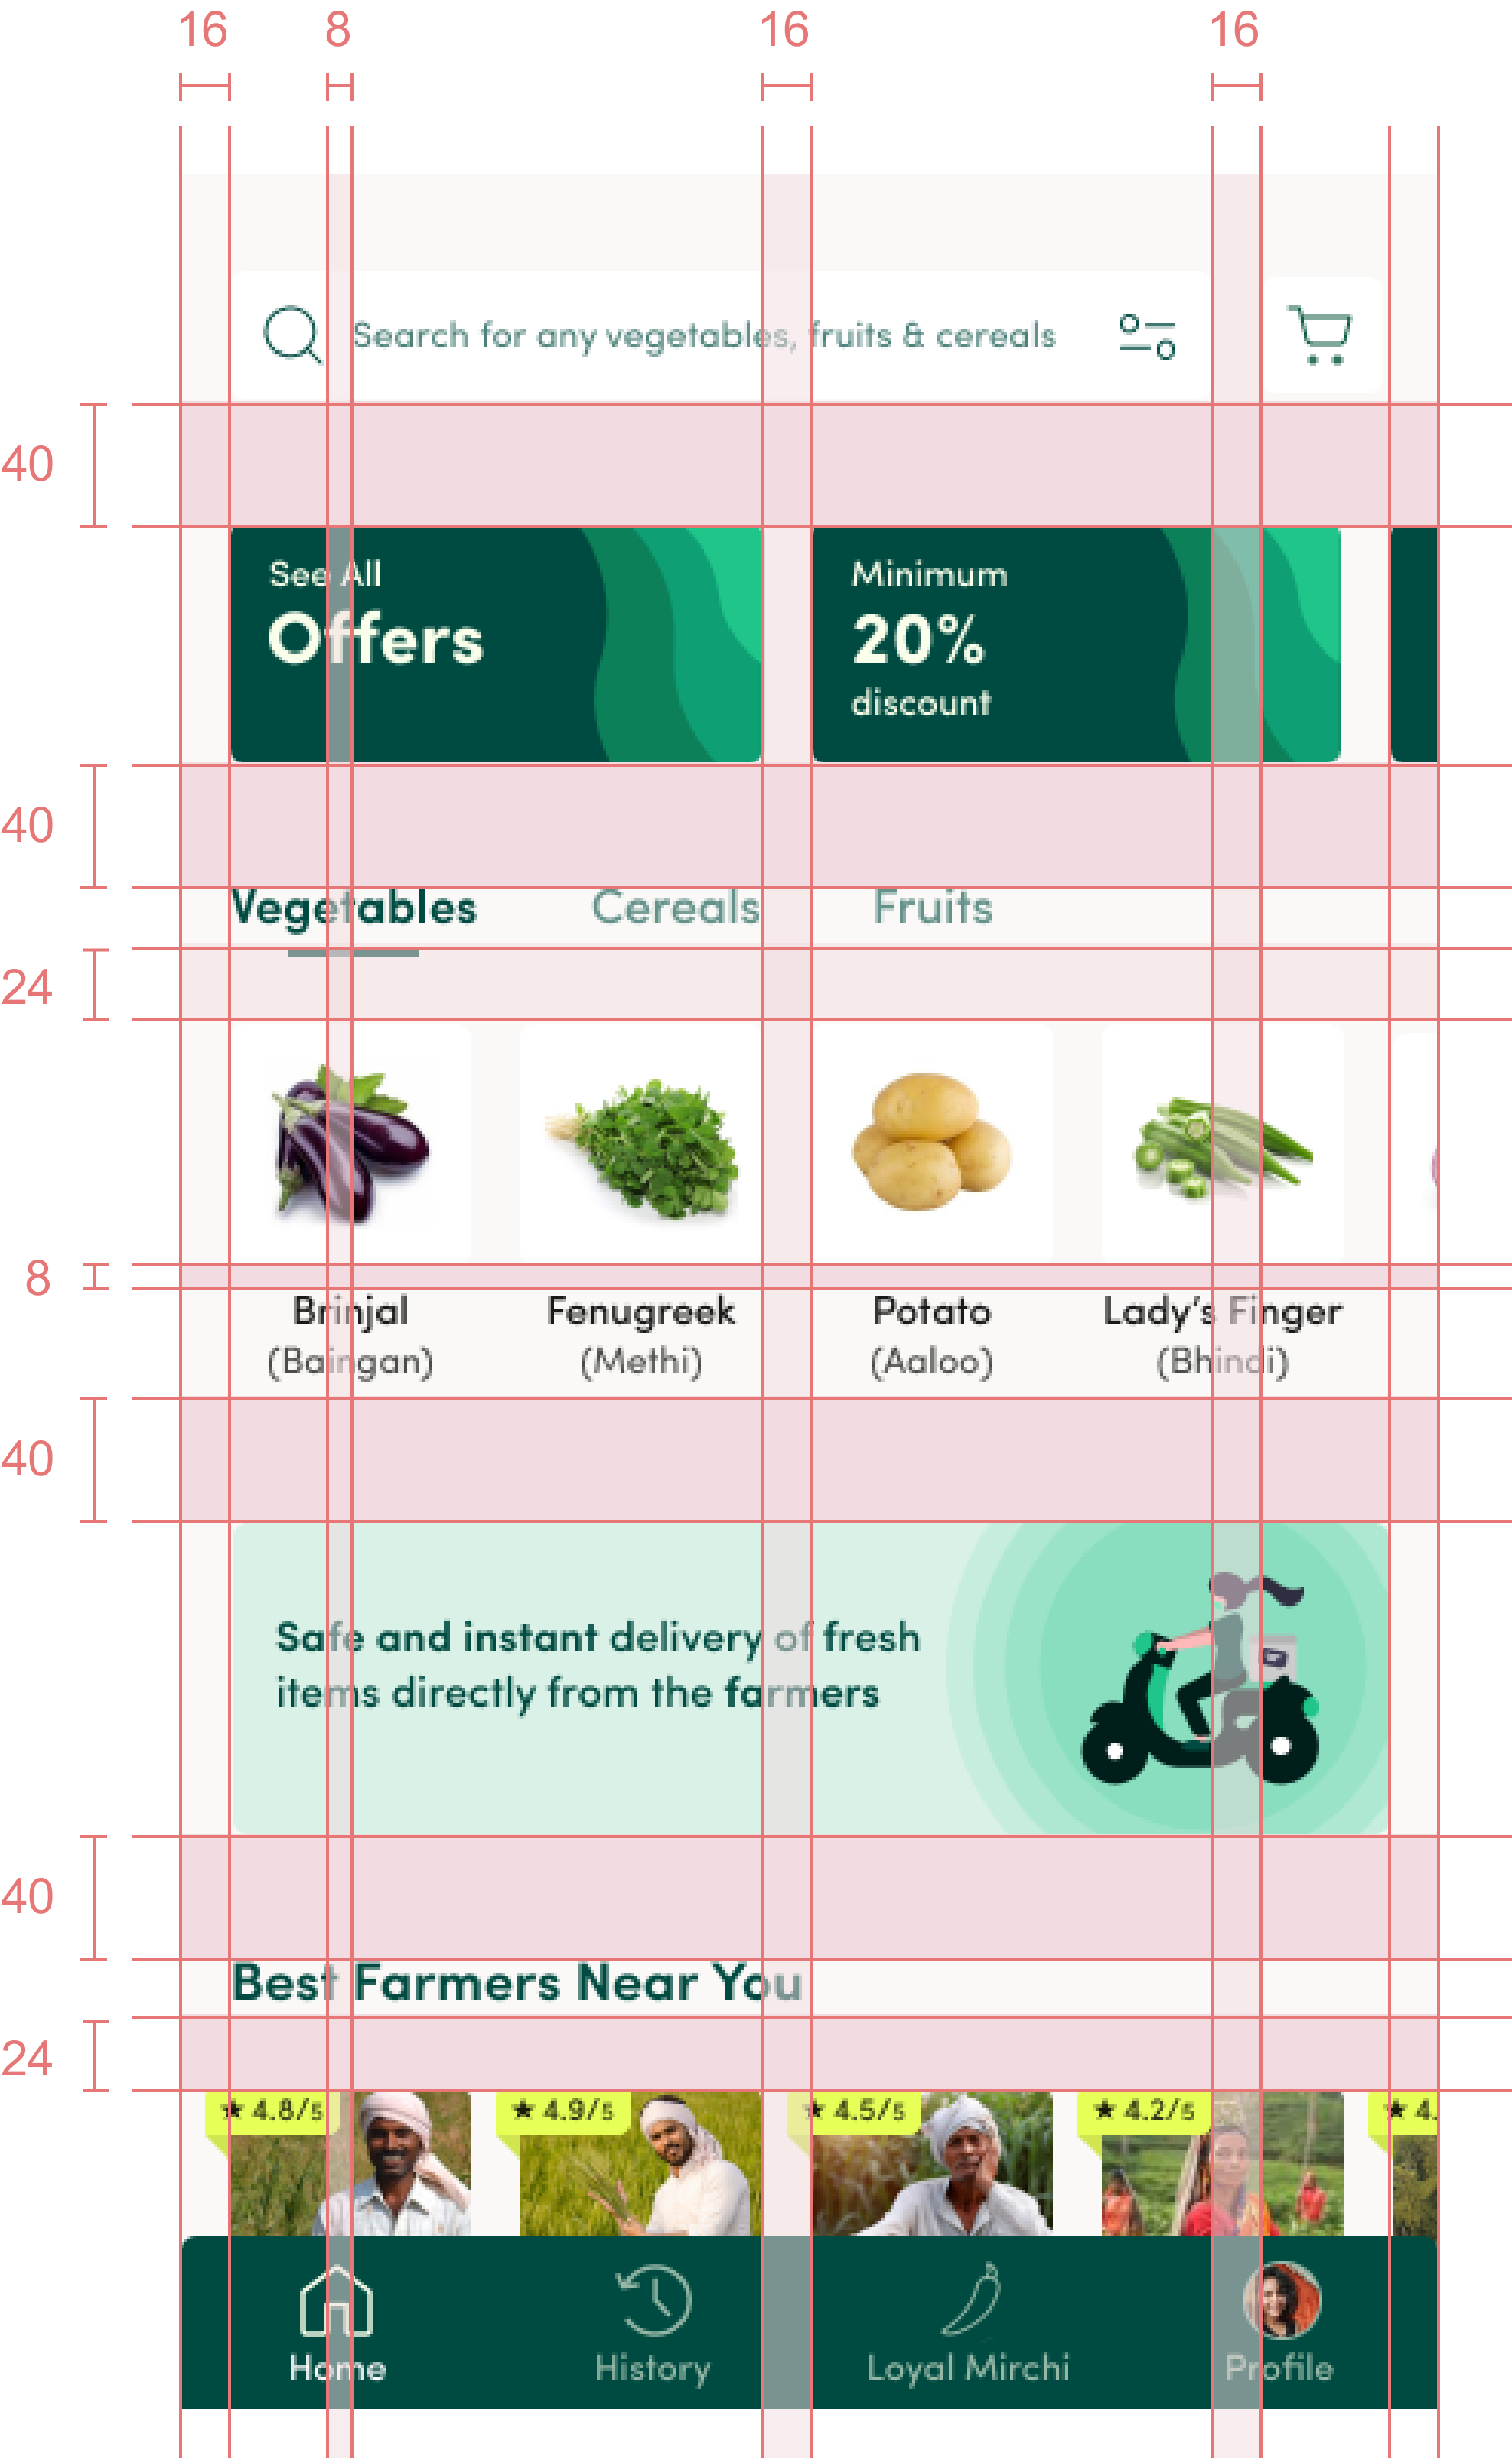 16 8 16 16
Search for any vegetables, fruits & cereals
40
See All
Offers
Minimum
20%
discount
40
Vegetables Cereals Fruits
24
8
Brinjal Fenugreek Potato Lady's Finger
(Baingan) (Methi) (Aaloo) (Bhindi)
40
Safe and instant delivery of fresh
items directly from the farmers
40
Best Farmers Near You
24
★ 4.8/5 ★ 4.9/5 ★ 4.5/5 ★ 4.2/5 ★ 4.
Home History Loyal Mirchi Profile